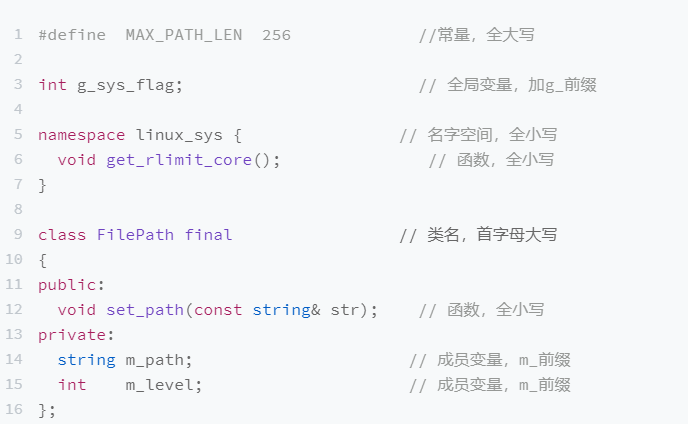 1 #define  MAX_PATH_LEN  256             //常量，全大写
2
3 int g_sys_flag;                        // 全局变量，加g_前缀
4
5 namespace linux_sys {                // 名字空间，全小写
6   void get_rlimit_core();               // 函数，全小写
7 }
8
9 class FilePath final                 // 类名，首字母大写
10 {
11 public:
12   void set_path(const string& str);    // 函数，全小写
13 private:
14   string m_path;                      // 成员变量，m_前缀
15   int    m_level;                     // 成员变量，m_前缀
16 };